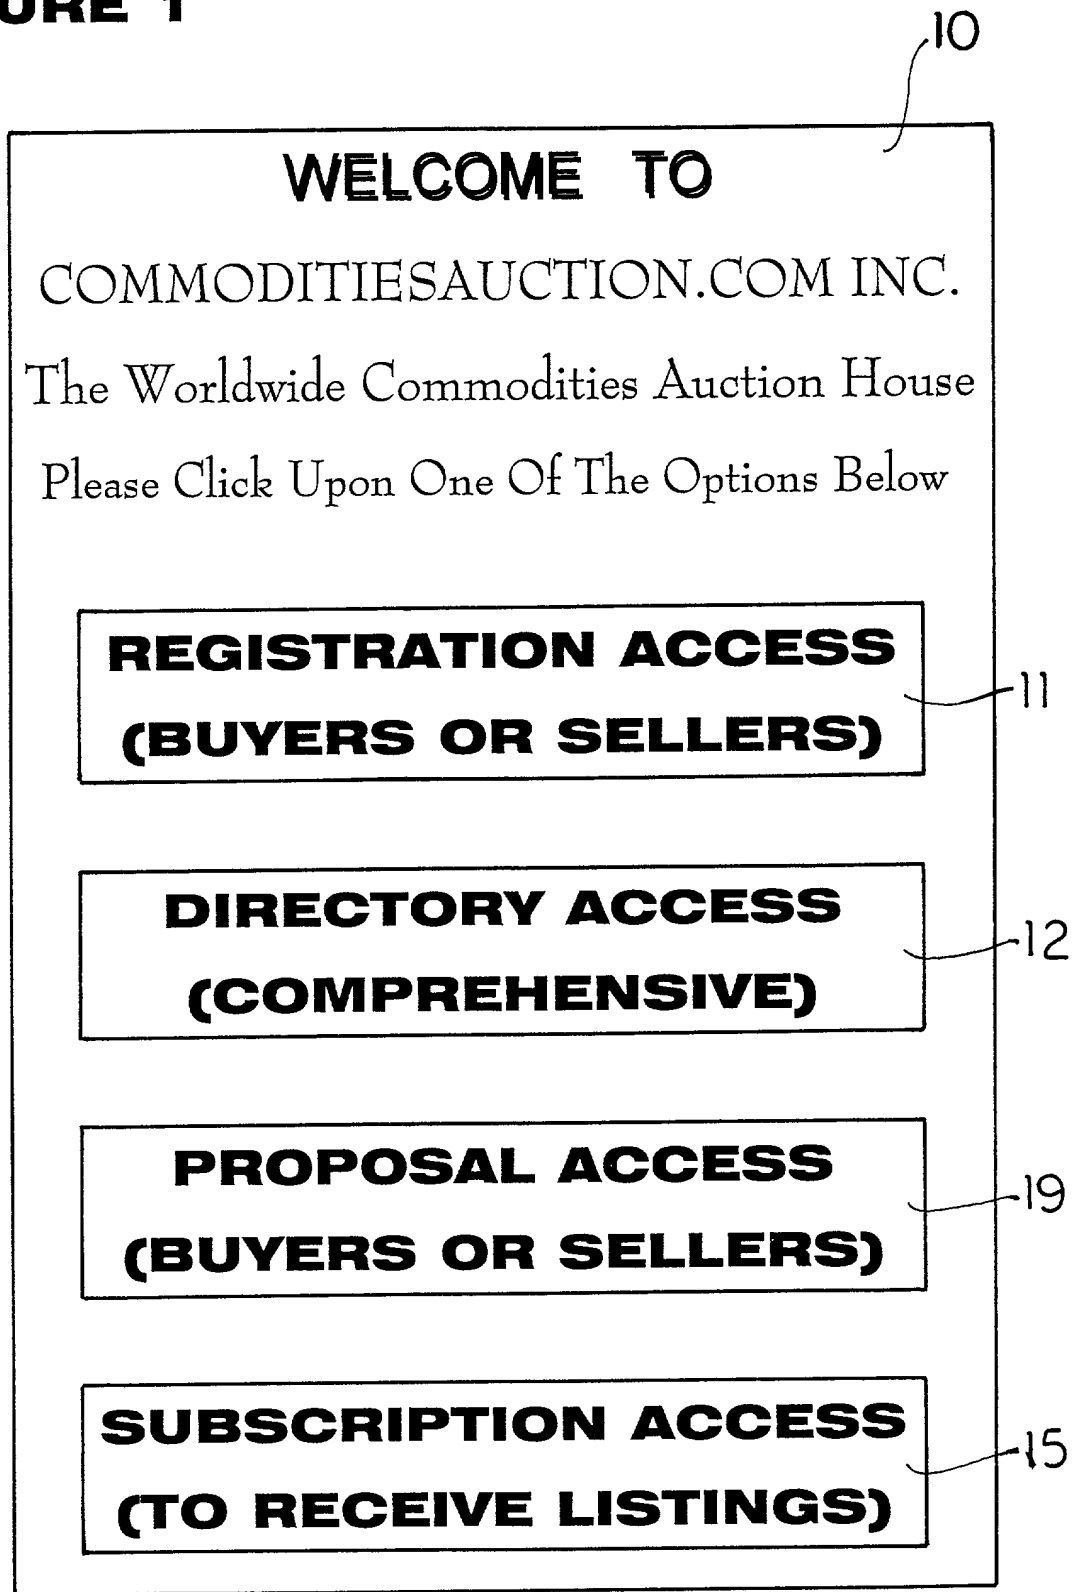 URE 1
10
WELCOME TO
COMMODITIESAUCTION.COM INC.
The Worldwide Commodities Auction House
Please Click Upon One Of The Options Below
REGISTRATION ACCESS
(BUYERS OR SELLERS)
11
DIRECTORY ACCESS
(COMPREHENSIVE)
12
PROPOSAL ACCESS
(BUYERS OR SELLERS)
19
SUBSCRIPTION ACCESS
(TO RECEIVE LISTINGS)
15